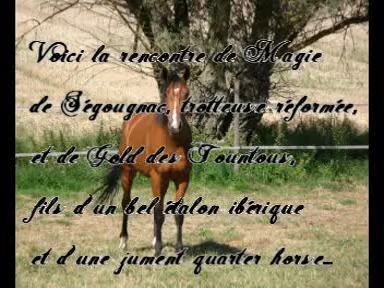 Voici la rencontre de Magie
de Ségougnac, trotteuse réformée,
et de Gold des Tountous,
fils d'un bel étalon ibérique
et d'une jument quarter horse...